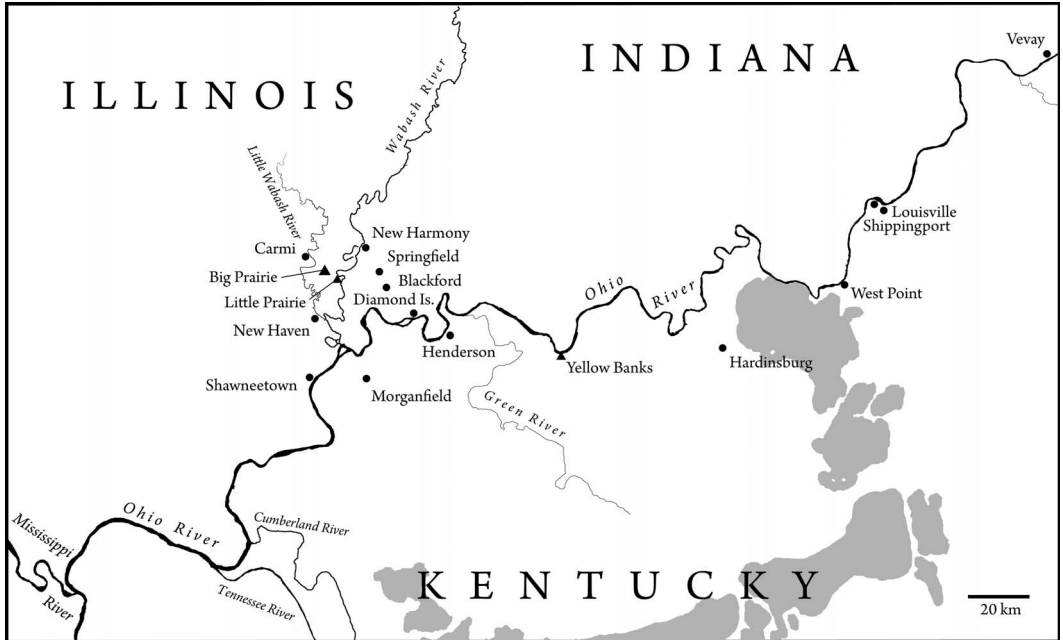 Vevay
INDIANA
ILLINOIS
Wabash River
Little Wabash River
Louisville
Shippingport
New Harmony
Carmi
Springfield
Big Prairie
Blackford
Little Prairie
Diamond Is.
Ohio River
West Point
New Haven
Henderson
Hardinsburg
Yellow Banks
Shawneetown
Morganfield
Green River
Ohio River
Cumberland River
Mississippi River
Tennessee River
KENTUCKY
20 km